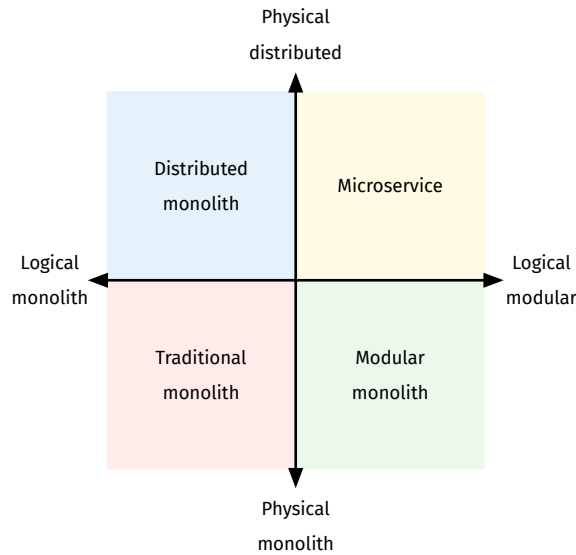 Physical
distributed
Distributed
monolith
Microservice
Logical
monolith
Logical
modular
Traditional
monolith
Modular
monolith
Physical
monolith